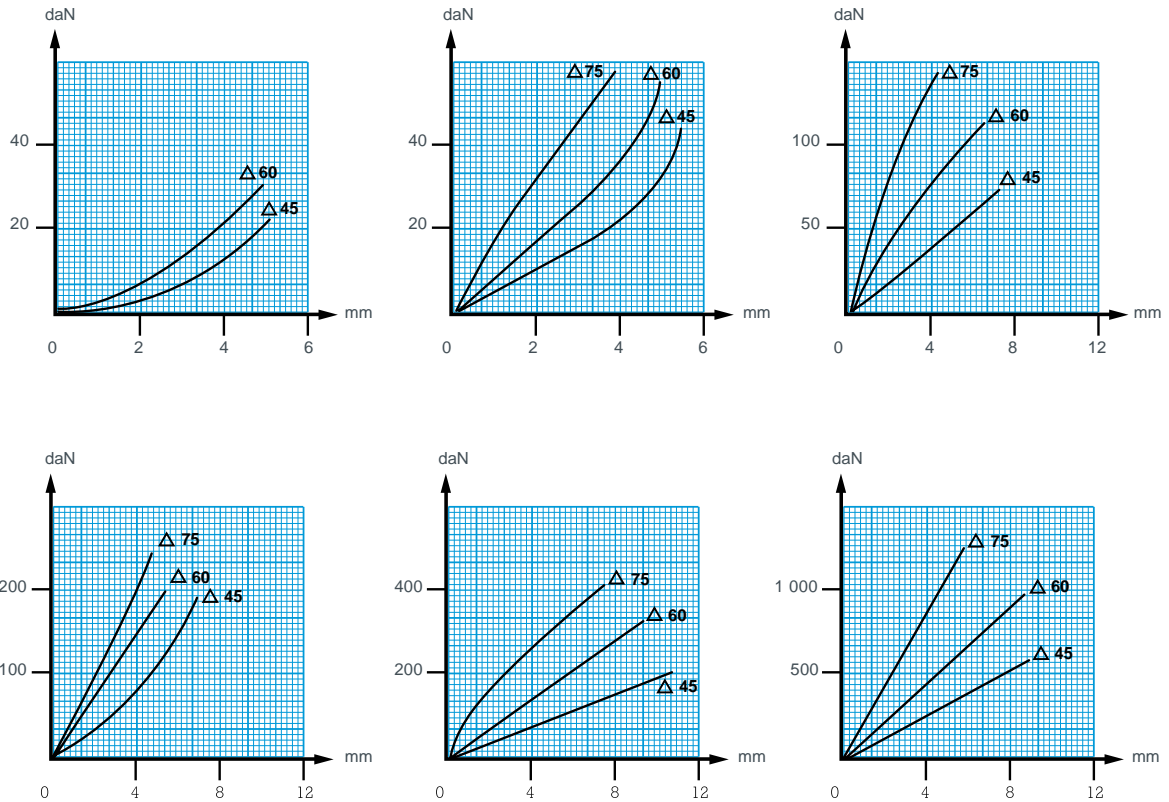 daN daN daN
△ 75 △ 60 △ 75
△ 45 △ 60
40 40 100
△ 60 △ 45
△ 45
20 20 50
mm mm mm
0 2 4 6 0 2 4 6 0 4 8 12
daN daN daN
△ 75 △ 75
△ 60 △ 75
200 △ 45 400 1 000 △ 60
△ 60
△ 45
100 200 △ 45 500
mm mm mm
0 4 8 12 0 4 8 12 0 4 8 12